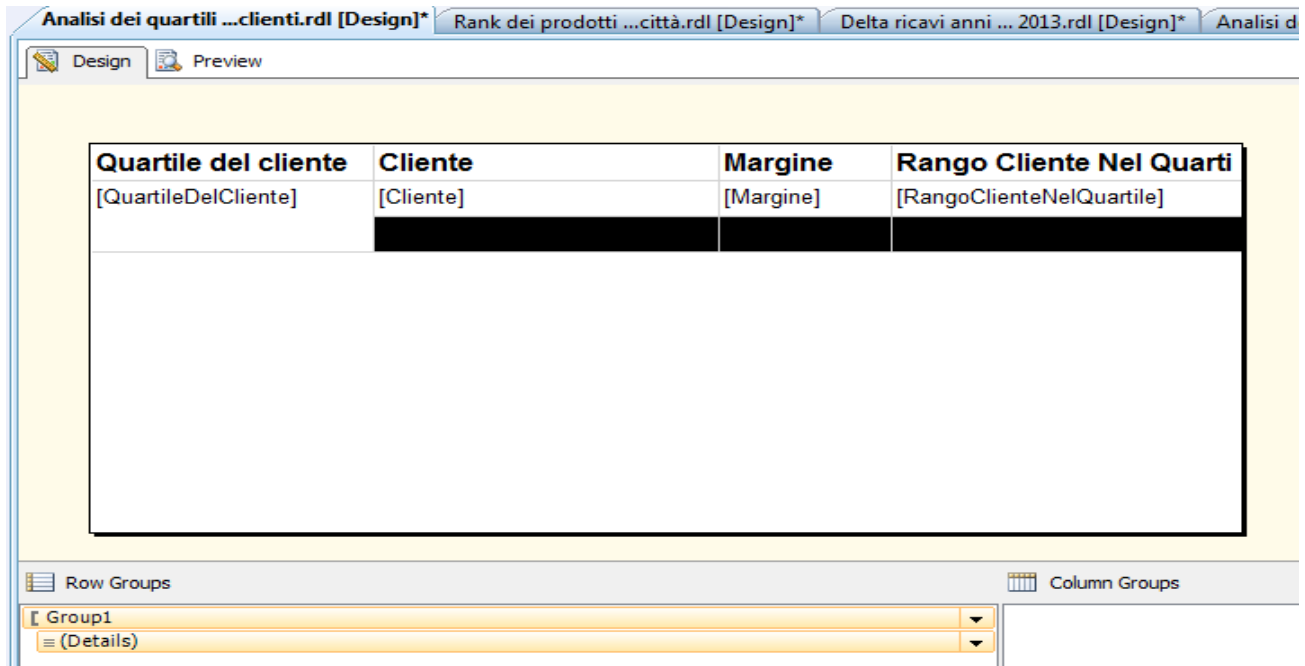 Analisi dei quartili ...clienti.rdl [Design]* Rank dei prodotti ...città.rdl [Design]* Delta ricavi anni ... 2013.rdl [Design]* Analisi d
Design Preview
Quartile del cliente Cliente Margine Rango Cliente Nel Quarti
[QuartileDelCliente] [Cliente] [Margine] [RangoClienteNelQuartile]
Row Groups Column Groups
[ Group1
(Details)